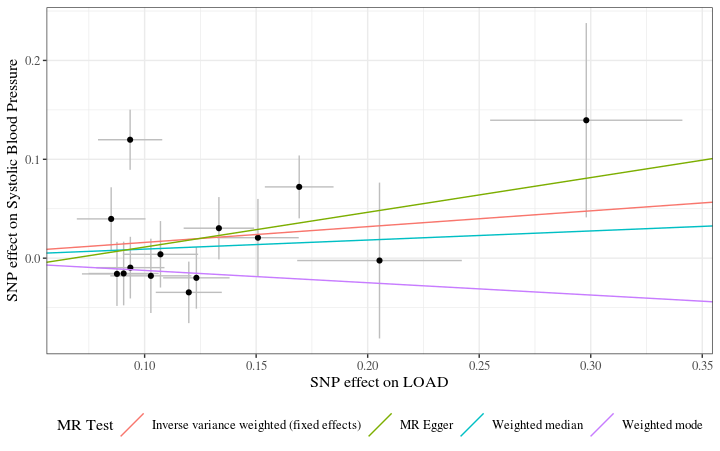 SNP effect on Systolic Blood Pressure
0.2
0.1
0.0
0.10 0.15 0.20 0.25 0.30 0.35
SNP effect on LOAD
MR Test Inverse variance weighted (fixed effects) MR Egger Weighted median Weighted mode